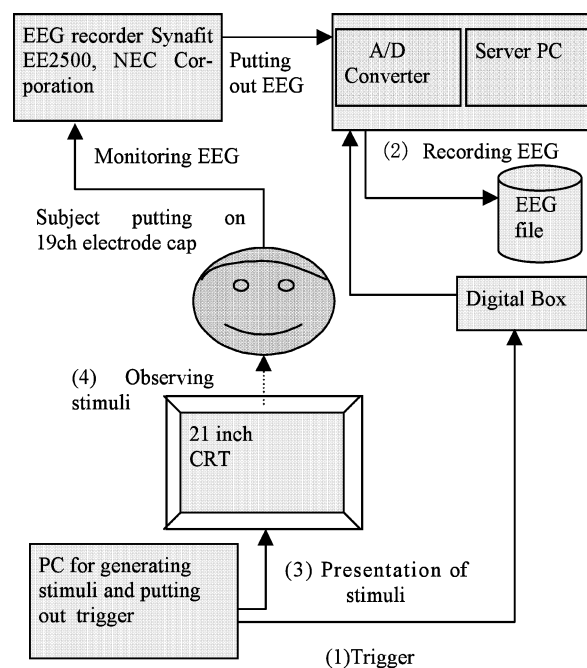 EEG recorder Synafit
EE2500, NEC Cor-
poration
Putting
out EEG
A/D
Converter
Server PC
Monitoring EEG
(2) Recording EEG
EEG
file
Subject putting on
19ch electrode cap
Digital Box
(4) Observing
stimuli
21 inch
CRT
PC for generating
stimuli and putting
out trigger
(3) Presentation of
stimuli
(1)Trigger